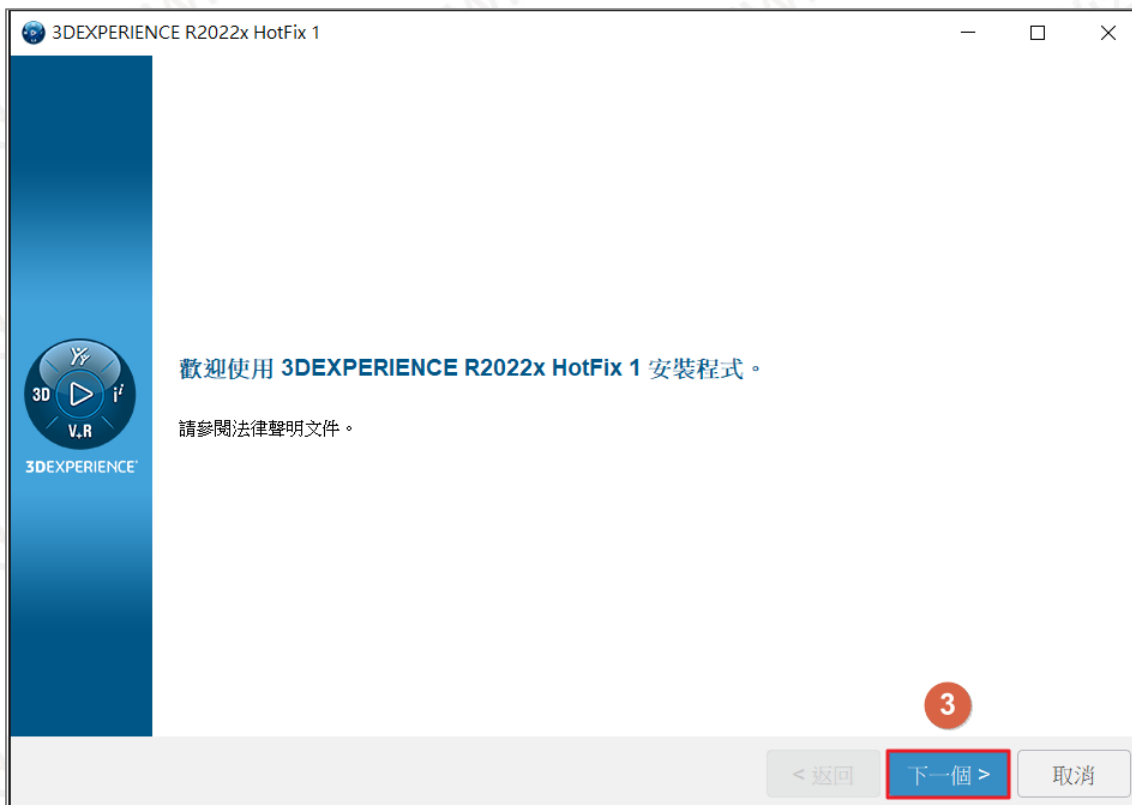 3DEXPERIENCE R2022x HotFix 1
歡迎使用 3DEXPERIENCE R2022x HotFix 1 安裝程式。
請參閱法律聲明文件。
3D
i
V+R
3DEXPERIENCE
3
< 返回
下一個 >
取消